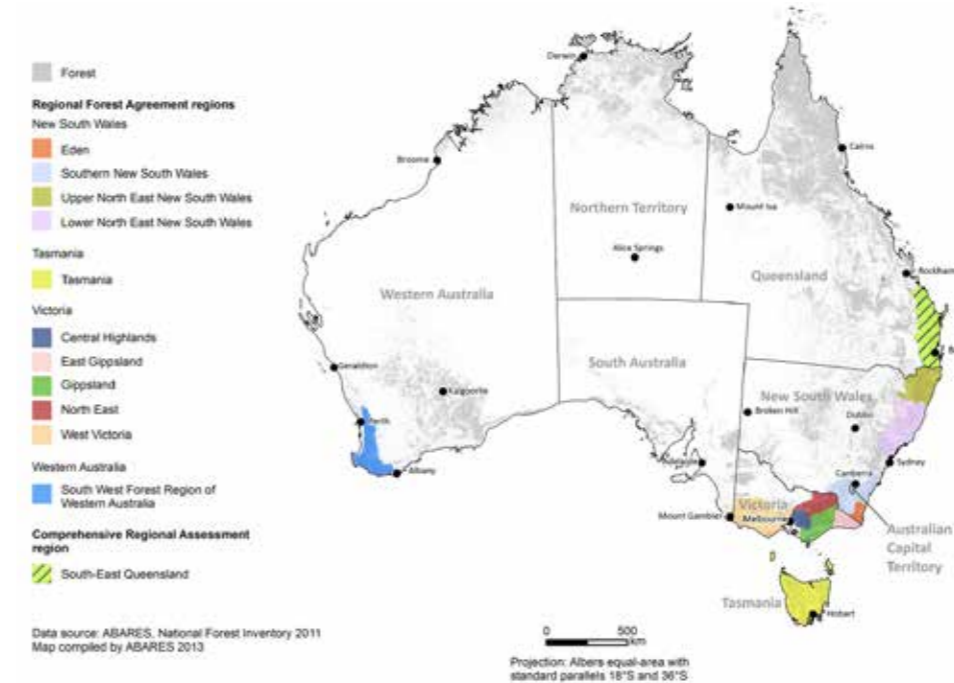 Forest
Regional Forest Agreement regions
New South Wales
Eden
Southern New South Wales
Upper North East New South Wales
Lower North East New South Wales
Tasmania
Tasmania
Victoria
Central Highlands
East Gippsland
Gippsland
North East
West Victoria
Western Australia
South West Forest Region of
Western Australia
Comprehensive Regional Assessment
region
South-East Queensland
Data source: ABARES, National Forest Inventory 2011
Map compiled by ABARES 2013
Darwin
Broome
Cairns
Northern Territory
Mount Isa
Alice Springs
Rockham
Queensland
Western Australia
South Australia
B
Geraldton
Kalgoorlie
New South Wales
Broken Hill
Dubbo
Perth
Sydney
Adelaide
Albany
Canberra
Victoria
Mount Gambier
Melbourne
Australian
Capital
Territory
Tasmania
Hobart
0 500
km
Projection: Albers equal-area with
standard parallels 18°S and 36°S